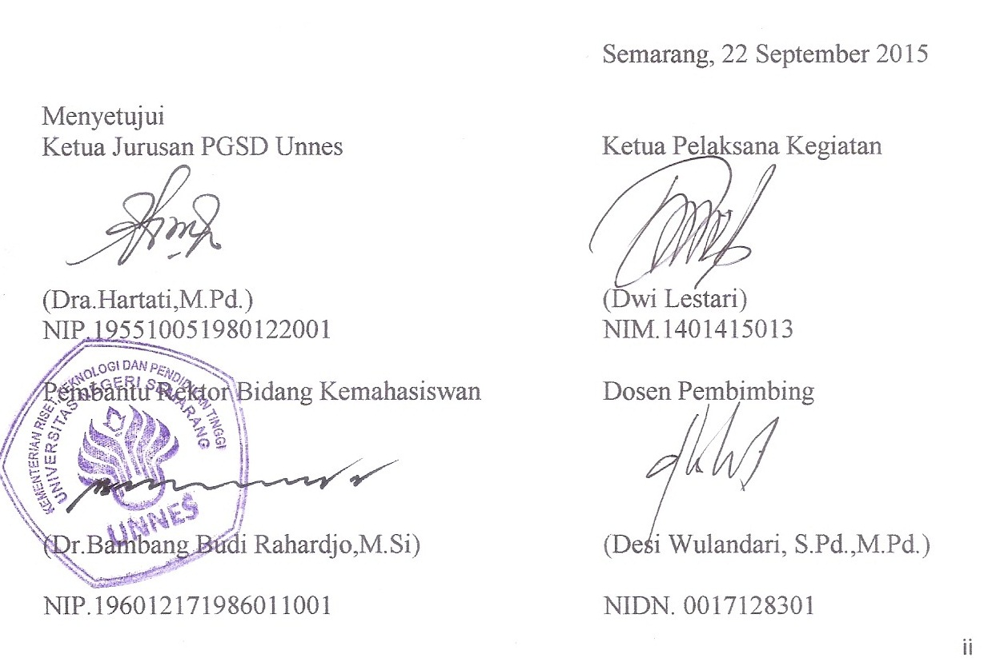 Semarang, 22 September 2015
Menyetujui
Ketua Jurusan PGSD Unnes
Ketua Pelaksana Kegiatan
(Dra.Hartati,M.Pd.)
NIP.195510051980122001
(Dwi Lestari)
NIM.1401415013
Pembantu Rektor Bidang Kemahasiswan
Dosen Pembimbing
KEMENTERIAN RISET, TEKNOLOGI DAN PENDIDIKAN TINGGI
UNIVERSITAS NEGERI SEMARANG
UNNES
(Dr.Bambang Budi Rahardjo,M.Si)
NIP.196012171986011001
(Desi Wulandari, S.Pd.,M.Pd.)
NIDN. 0017128301
ii